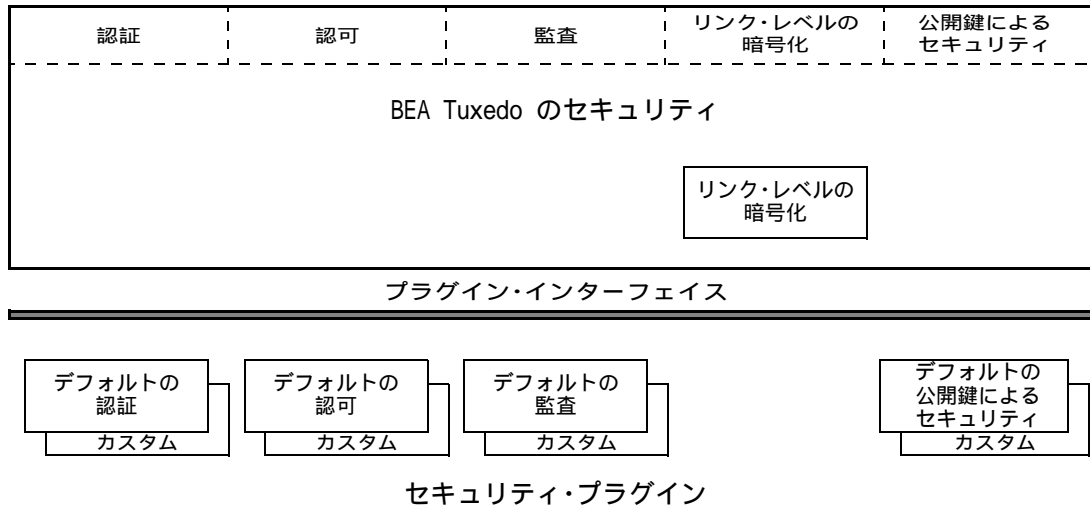 認証
認可
監査
リンク・レベルの
暗号化
公開鍵による
セキュリティ
BEA Tuxedo のセキュリティ
リンク・レベルの
暗号化
プラグイン・インターフェイス
デフォルトの
認証
カスタム
デフォルトの
認可
カスタム
デフォルトの
監査
カスタム
デフォルトの
公開鍵による
セキュリティ
カスタム
セキュリティ・プラグイン